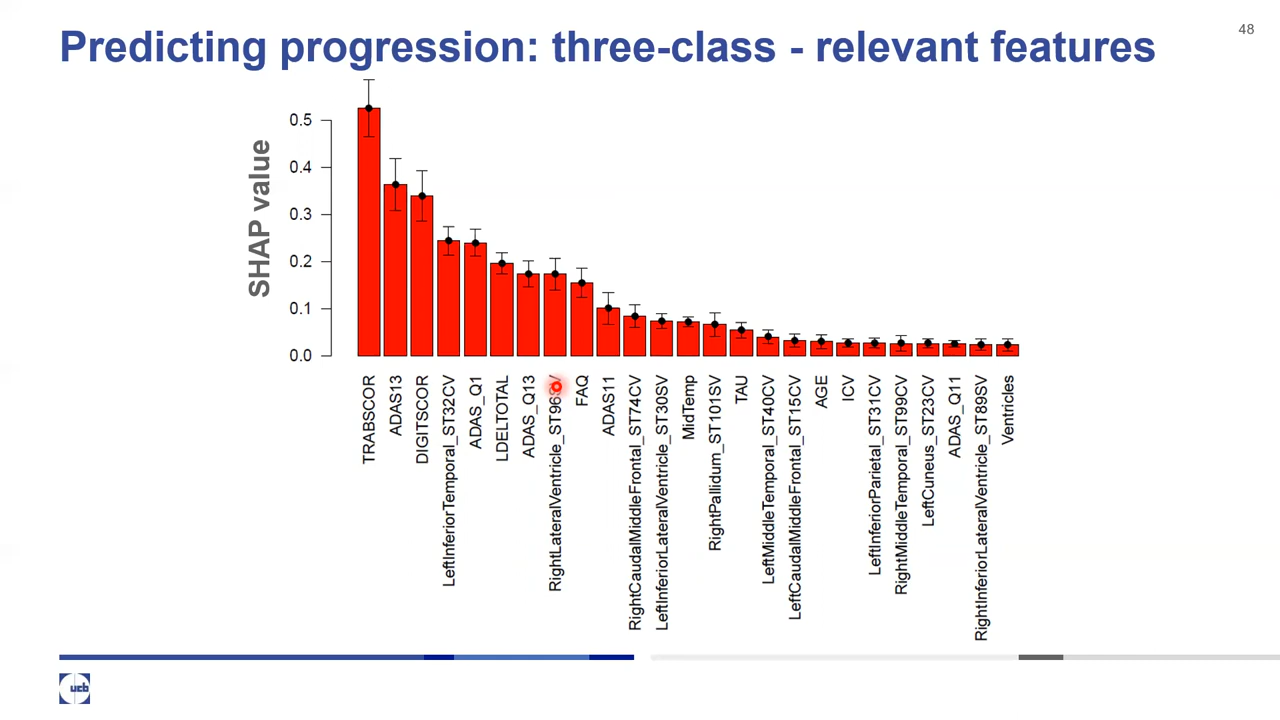 Predicting progression: three-class - relevant features
48
SHAP value
0.5
0.4
0.3
0.2
0.1
0.0
TRABSCOR
ADAS13
DIGITSCOR
LeftInferiorTemporal_ST32CV
ADAS_Q1
LDELTOTAL
ADAS_Q13
RightLateralVentricle_ST96SV
FAQ
ADAS11
RightCaudalMiddleFrontal_ST74CV
LeftInferiorLateralVentricle_ST30SV
MidTemp
RightPallidum_ST101SV
TAU
LeftMiddleTemporal_ST40CV
LeftCaudalMiddleFrontal_ST15CV
AGE
ICV
LeftInferiorParietal_ST31CV
RightMiddleTemporal_ST99CV
LeftCuneus_ST23CV
ADAS_Q11
RightInferiorLateralVentricle_ST89SV
Ventricles
ucb